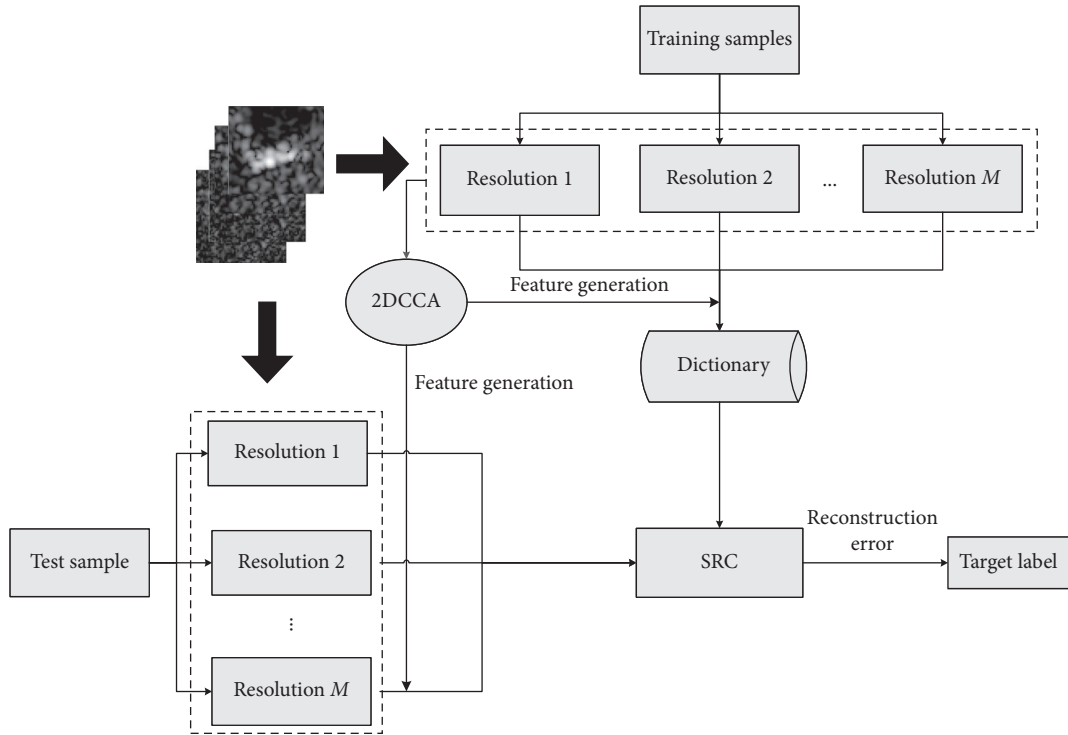 Training samples
Resolution 1
Resolution 2
...
Resolution M
2DCCA
Feature generation
Dictionary
Feature generation
Resolution 1
Test sample
Resolution 2
...
Resolution M
SRC
Reconstruction
error
Target label